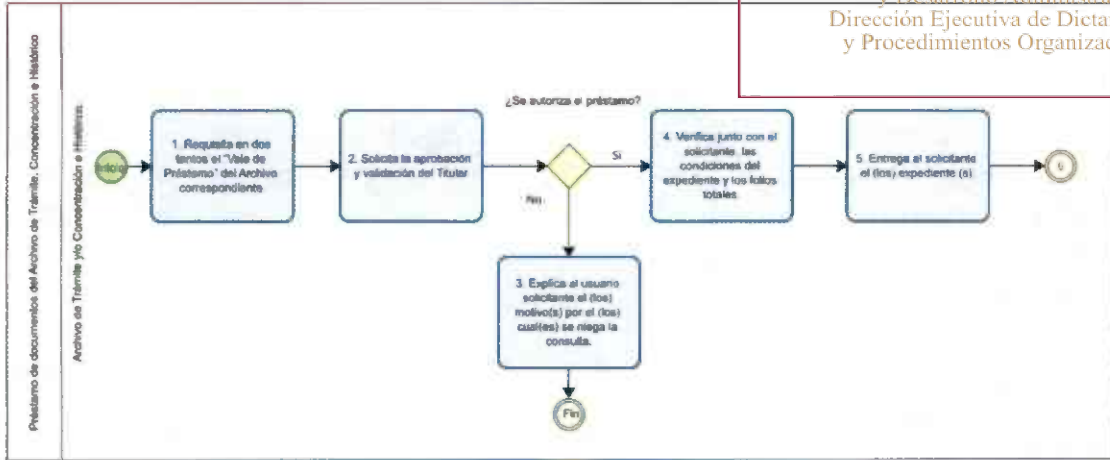 Dirección Ejecutiva de
y Procedimientos
Préstamo de documentos del Archivo de Trámite, Concentración e Histórico
Archivo de Trámite y/o Concentración e Histórico
Inicio
1. Requisita en dos
tantos el "Vale de
Préstamo" del Archivo
correspondiente
2. Solicita la aprobación
y validación del Titular
¿Se autoriza el préstamo?
Si
No
3. Explica al usuario
solicitante el (los)
motivo(s) por el (los)
cual(es) se niega la
consulta.
Fin
4. Verifica junto con el
solicitante, las
condiciones del
expediente y los folios
totales
5. Entrega al solicitante
el (los) expediente (s)
6